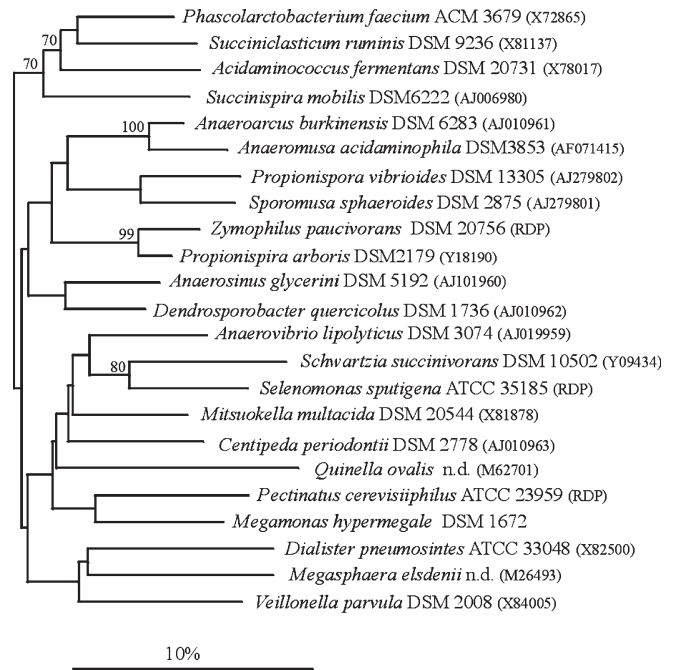 Phascolarctobacterium faecium ACM 3679 (X72865)
70
Succiniclasticum ruminis DSM 9236 (X81137)
70
Acidaminococcus fermentans DSM 20731 (X78017)
Succinispira mobilis DSM6222 (AJ006980)
100
Anaeroarcus burkinensis DSM 6283 (AJ010961)
Anaeromusa acidaminophila DSM3853 (AF071415)
Propionispora vibrioides DSM 13305 (AJ279802)
Sporomusa sphaeroides DSM 2875 (AJ279801)
99
Zymophilus paucivorans DSM 20756 (RDP)
Propionispira arboris DSM2179 (Y18190)
Anaerosinus glycerini DSM 5192 (AJ101960)
Dendrosporobacter quercicolus DSM 1736 (AJ010962)
Anaerovibrio lipolyticus DSM 3074 (AJ019959)
80
Schwartzia succinivorans DSM 10502 (Y09434)
Selenomonas sputigena ATCC 35185 (RDP)
Mitsuokella multacida DSM 20544 (X81878)
Centipeda periodontii DSM 2778 (AJ010963)
Quinella ovalis n.d. (M62701)
Pectinatus cerevisiiphilus ATCC 23959 (RDP)
Megamonas hypermegale DSM 1672
Dialister pneumosintes ATCC 33048 (X82500)
Megasphaera elsdenii n.d. (M26493)
Veillonella parvula DSM 2008 (X84005)
10%